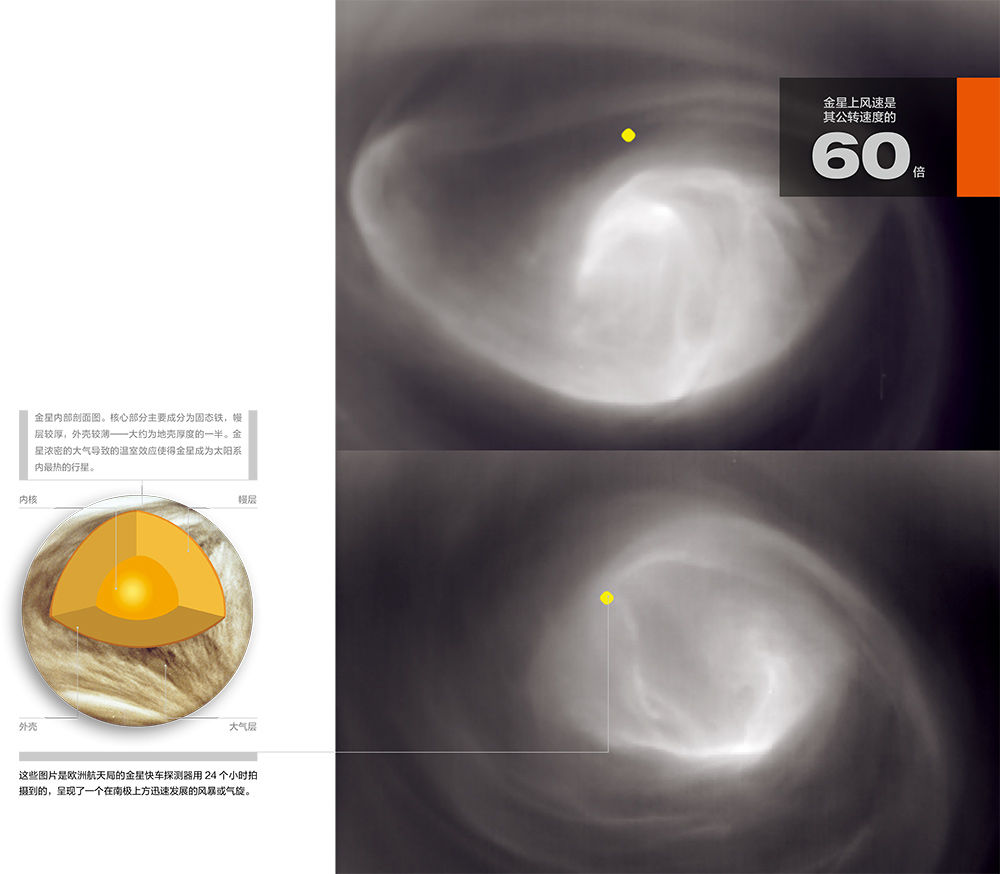 金星上风速是
其公转速度的
60倍
金星内部剖面图。核心部分主要成分为固态铁，幔
层较厚，外壳较薄——大约为地壳厚度的一半。金
星浓密的大气导致的温室效应使得金星成为太阳系
内最热的行星。
内核
幔层
外壳
大气层
这些图片是欧洲航天局的金星快车探测器用 24 个小时拍
摄到的，呈现了一个在南极上方迅速发展的风暴或气旋。